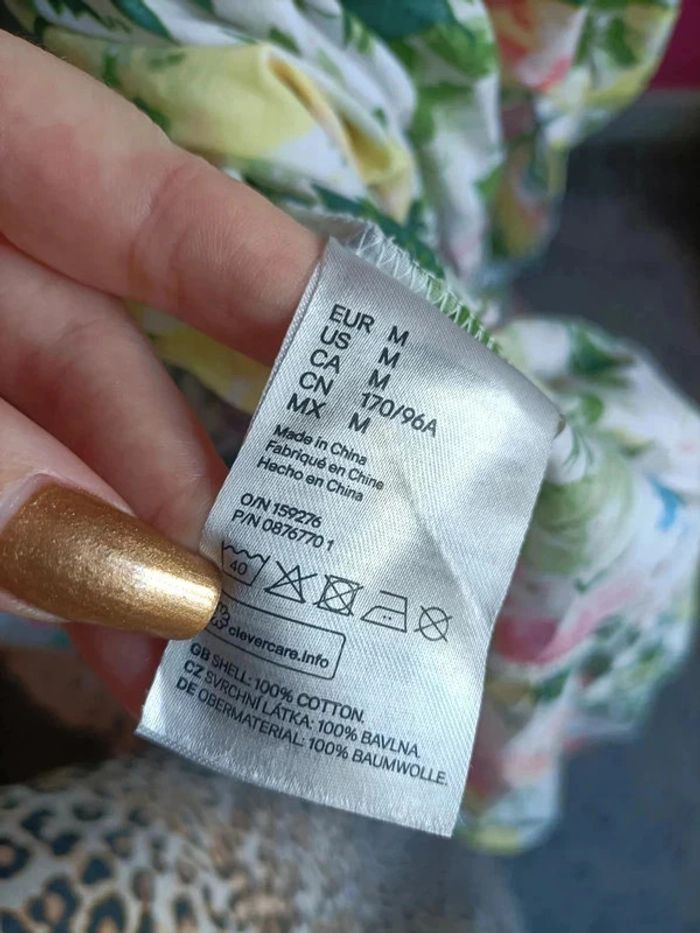 EUR M
US M
CA M
CN 170/96A
MX M
Made in China
Fabriqué en Chine
Hecho en China
O/N 159276
P/N 0876770 1
40
clevercare.info
GB SHELL: 100% COTTON.
CZ SVRCHNÍ LÁTKA: 100% BAVLNA.
DE OBERMATERIAL: 100% BAUMWOLLE.